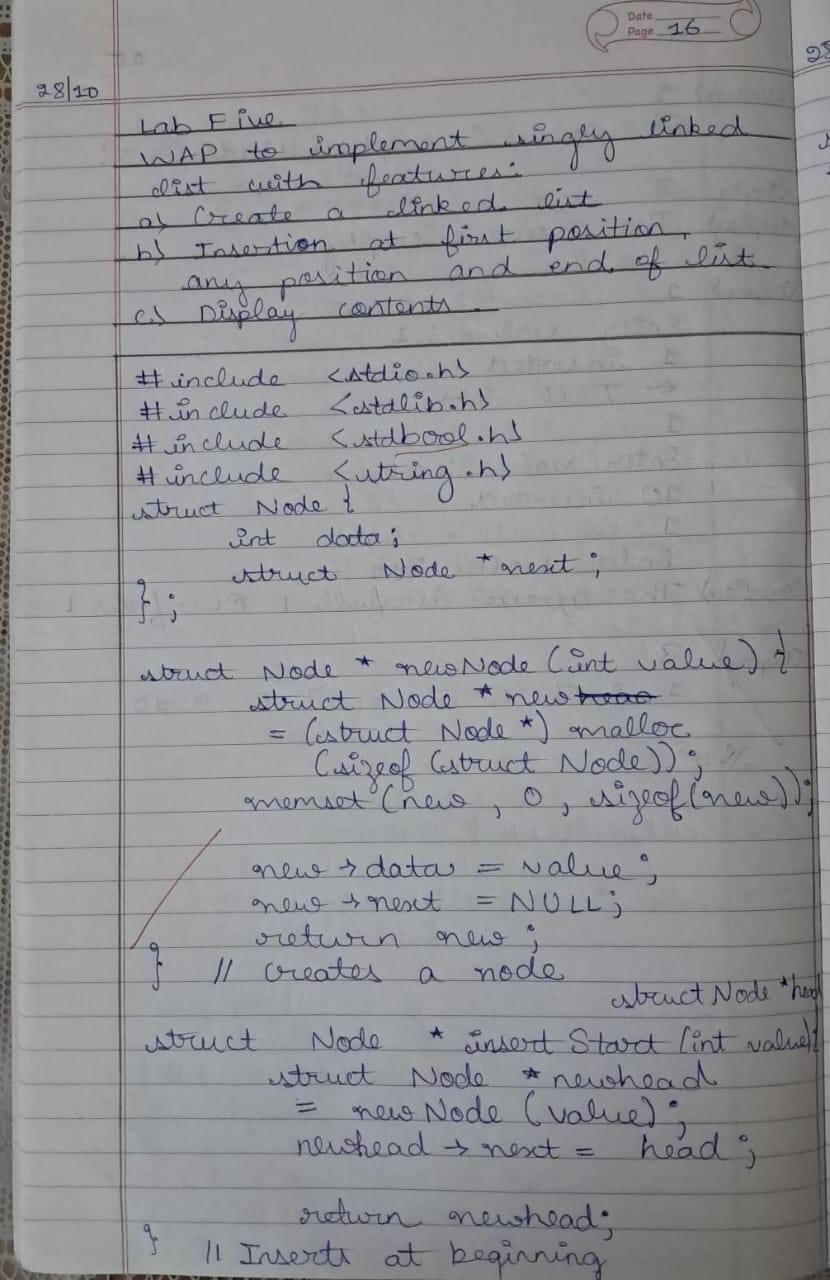 Date
Page 16
28/10
Lab Five
WAP to implement singly linked
list with features:
a) Create a linked list
b) Insertion at first position,
any position and end of list
c) Display contents.
#include <stdio.h>
#include <stdlib.h>
#include <stdbool.h>
#include <string.h>
struct Node {
int data;
struct Node *next;
};
struct Node * newNode (int value) {
struct Node * new
= (struct Node *) malloc
(sizeof (struct Node));
memset (new, 0, sizeof(new));
new → data = value;
new → next = NULL;
return new;
} // creates a node
struct Node *head
struct Node * insert Start (int value) {
struct Node * newhead
= newNode (value);
newhead → next = head;
return newhead;
} // Inserts at beginning